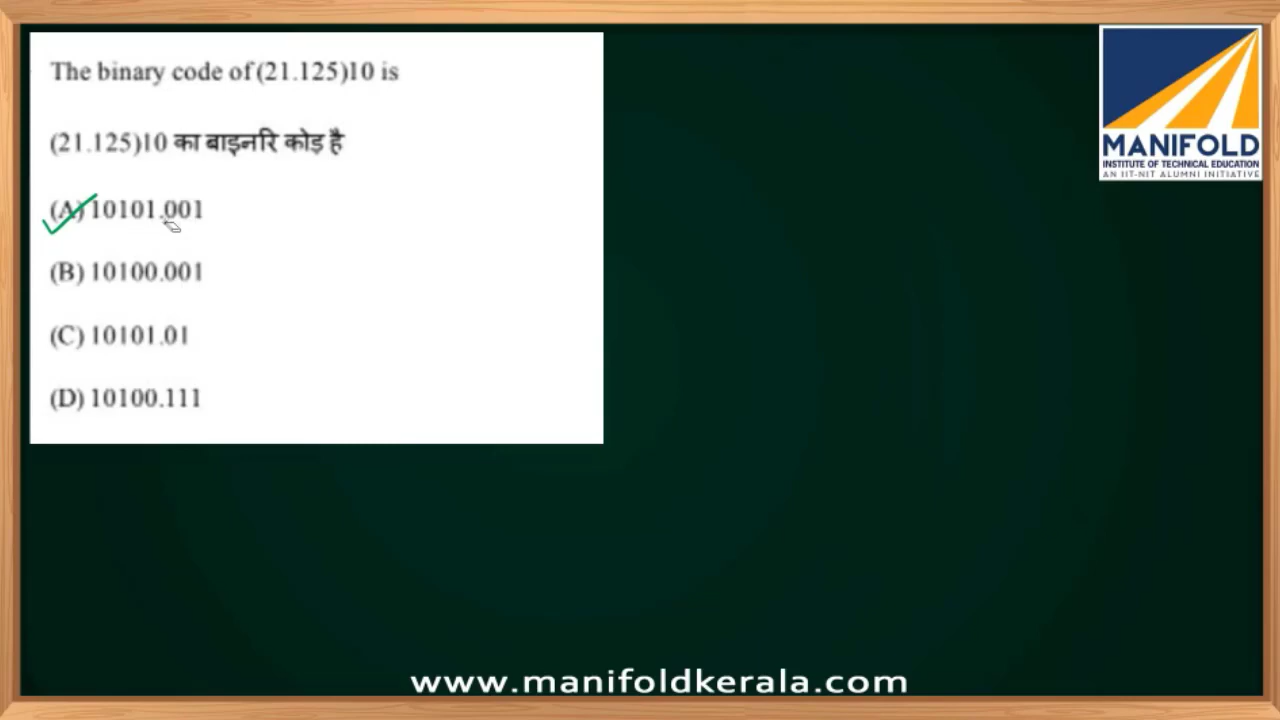 The binary code of (21.125)10 is
(21.125)10 का बाइनरि कोड़ है
(A) 10101.001
(B) 10100.001
(C) 10101.01
(D) 10100.111
MANIFOLD
INSTITUTE OF TECHNICAL EDUCATION
AN IIT-NIT ALUMNI INITIATIVE
www.manifoldkerala.com